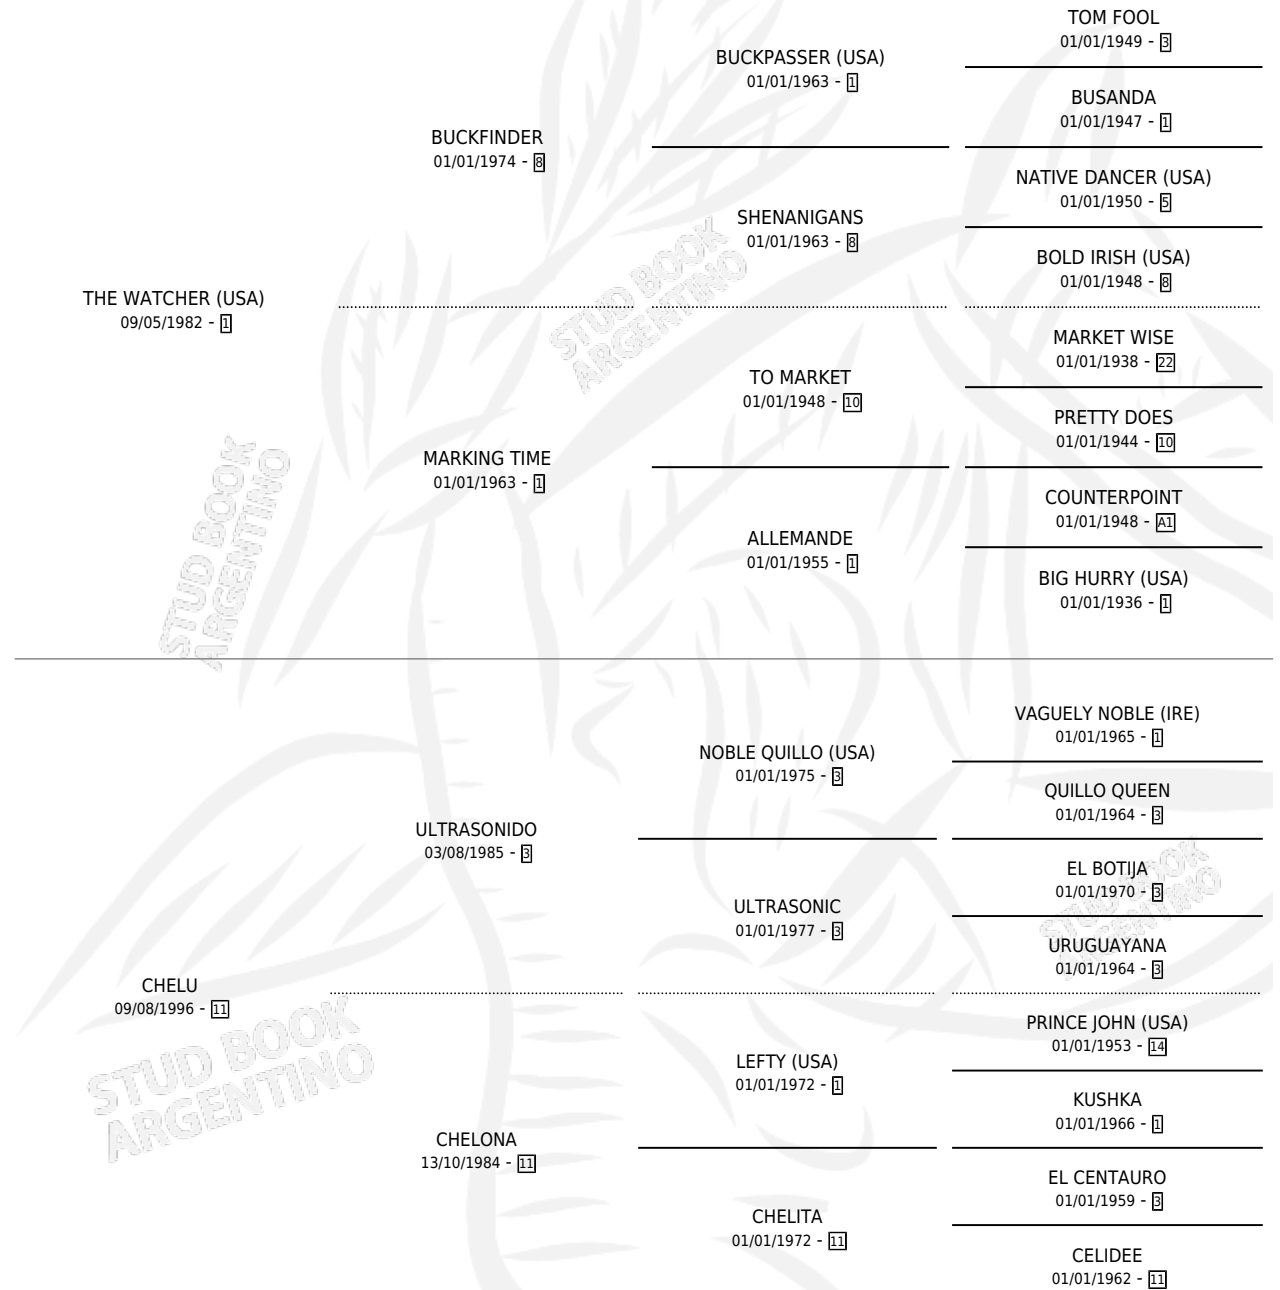 TOM FOOL
01/01/1949 - 3
BUCKPASSER (USA)
01/01/1963 - 1
BUSANDA
01/01/1947 - 1
BUCKFINDER
01/01/1974 - 8
NATIVE DANCER (USA)
01/01/1950 - 5
SHENANIGANS
01/01/1963 - 8
BOLD IRISH (USA)
01/01/1948 - 8
THE WATCHER (USA)
09/05/1982 - 1
STUD BOOK
ARGENTINO
MARKET WISE
01/01/1938 - 22
TO MARKET
01/01/1948 - 10
PRETTY DOES
01/01/1944 - 10
MARKING TIME
01/01/1963 - 1
COUNTERPOINT
01/01/1948 - A1
ALLEMANDE
01/01/1955 - 1
BIG HURRY (USA)
01/01/1936 - 1
STUD BOOK
ARGENTINO
VAGUELY NOBLE (IRE)
01/01/1965 - 1
NOBLE QUILLO (USA)
01/01/1975 - 3
QUILLO QUEEN
01/01/1964 - 3
ULTRASONIDO
03/08/1985 - 3
EL BOTIJA
01/01/1970 - 3
ULTRASONIC
01/01/1977 - 3
URUGUAYANA
01/01/1964 - 3
STUD BOOK
ARGENTINO
CHELU
09/08/1996 - 11
PRINCE JOHN (USA)
01/01/1953 - 14
LEFTY (USA)
01/01/1972 - 1
KUSHKA
01/01/1966 - 1
STUD BOOK
ARGENTINO
CHELONA
13/10/1984 - 11
EL CENTAURO
01/01/1959 - 3
CHELITA
01/01/1972 - 11
CELIDEE
01/01/1962 - 11